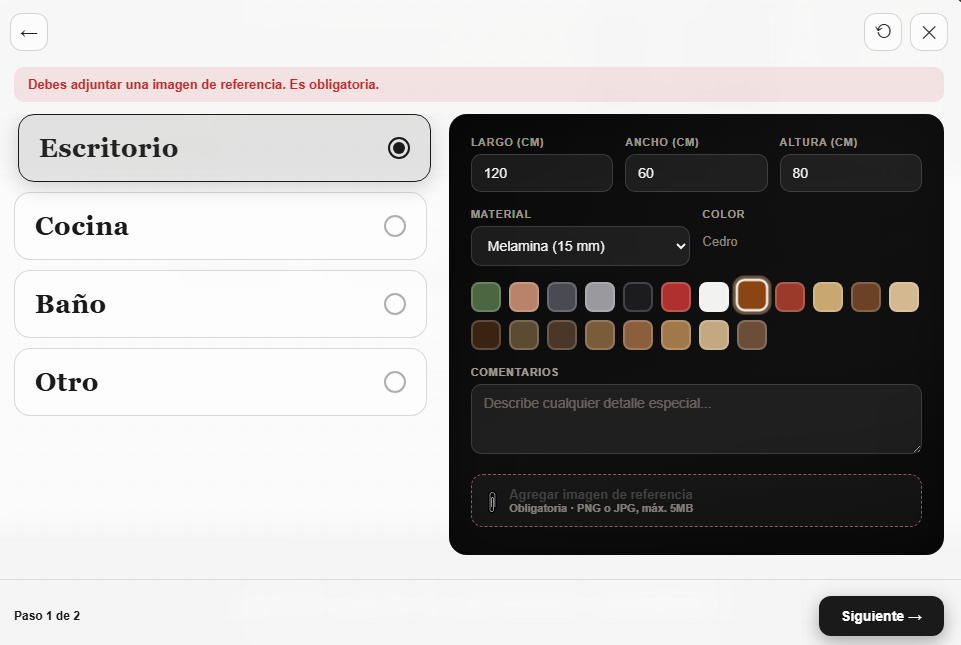 ←
Debes adjuntar una imagen de referencia. Es obligatoria.
Escritorio
Cocina
Baño
Otro
LARGO (CM) ANCHO (CM) ALTURA (CM)
120 60 80
MATERIAL COLOR
Melamina (15 mm) Cedro
COMENTARIOS
Describe cualquier detalle especial...
Agregar imagen de referencia
Obligatoria · PNG o JPG, máx. 5MB
Paso 1 de 2
Siguiente →